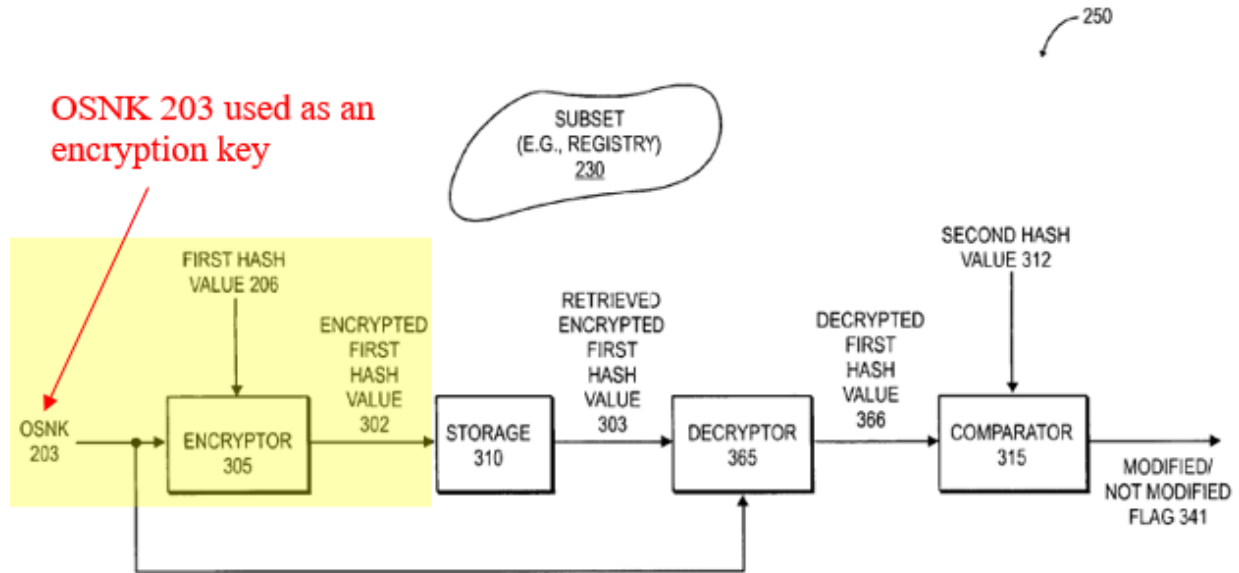 250
OSNK 203 used as an
encryption key
SUBSET
(E.G., REGISTRY)
230
FIRST HASH
VALUE 206
SECOND HASH
VALUE 312
ENCRYPTED
FIRST
HASH
VALUE
302
RETRIEVED
ENCRYPTED
FIRST
HASH
VALUE
303
DECRYPTED
FIRST
HASH
VALUE
366
OSNK
203
ENCRYPTOR
305
STORAGE
310
DECRYPTOR
365
COMPARATOR
315
MODIFIED/
NOT MODIFIED
FLAG 341